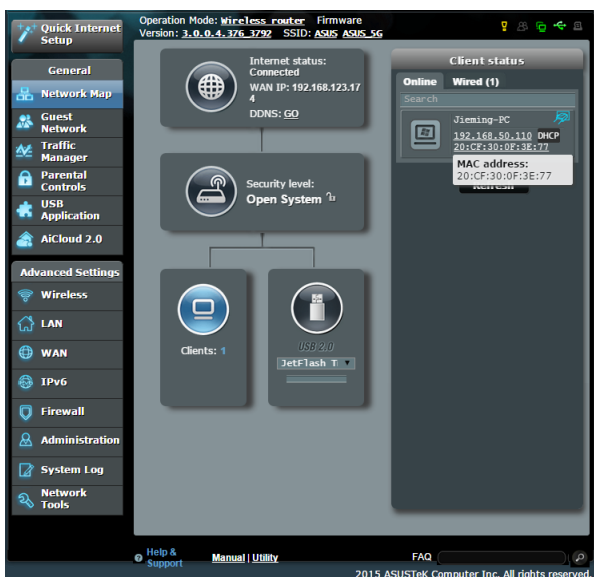 Quick Internet
Setup
Operation Mode: Wireless router Firmware
Version: 3.0.0.4.376_3792 SSID: ASUS ASUS_5G
General
Network Map
Guest
Network
Traffic
Manager
Parental
Controls
USB
Application
AiCloud 2.0
Advanced Settings
Wireless
LAN
WAN
IPv6
Firewall
Administration
System Log
Network
Tools
Internet status:
Connected
WAN IP: 192.168.123.17
4
DDNS: GO
Security level:
Open System
Clients: 1
USB 2.0
JetFlash T
Client status
Online Wired (1)
Search
Jieming-PC
192.168.50.110 DHCP
20:CF:30:0F:3E:77
MAC address:
20:CF:30:0F:3E:77
Refresh
Help &
Support
Manual | Utility
FAQ
2015 ASUSTeK Computer Inc. All rights reserved.